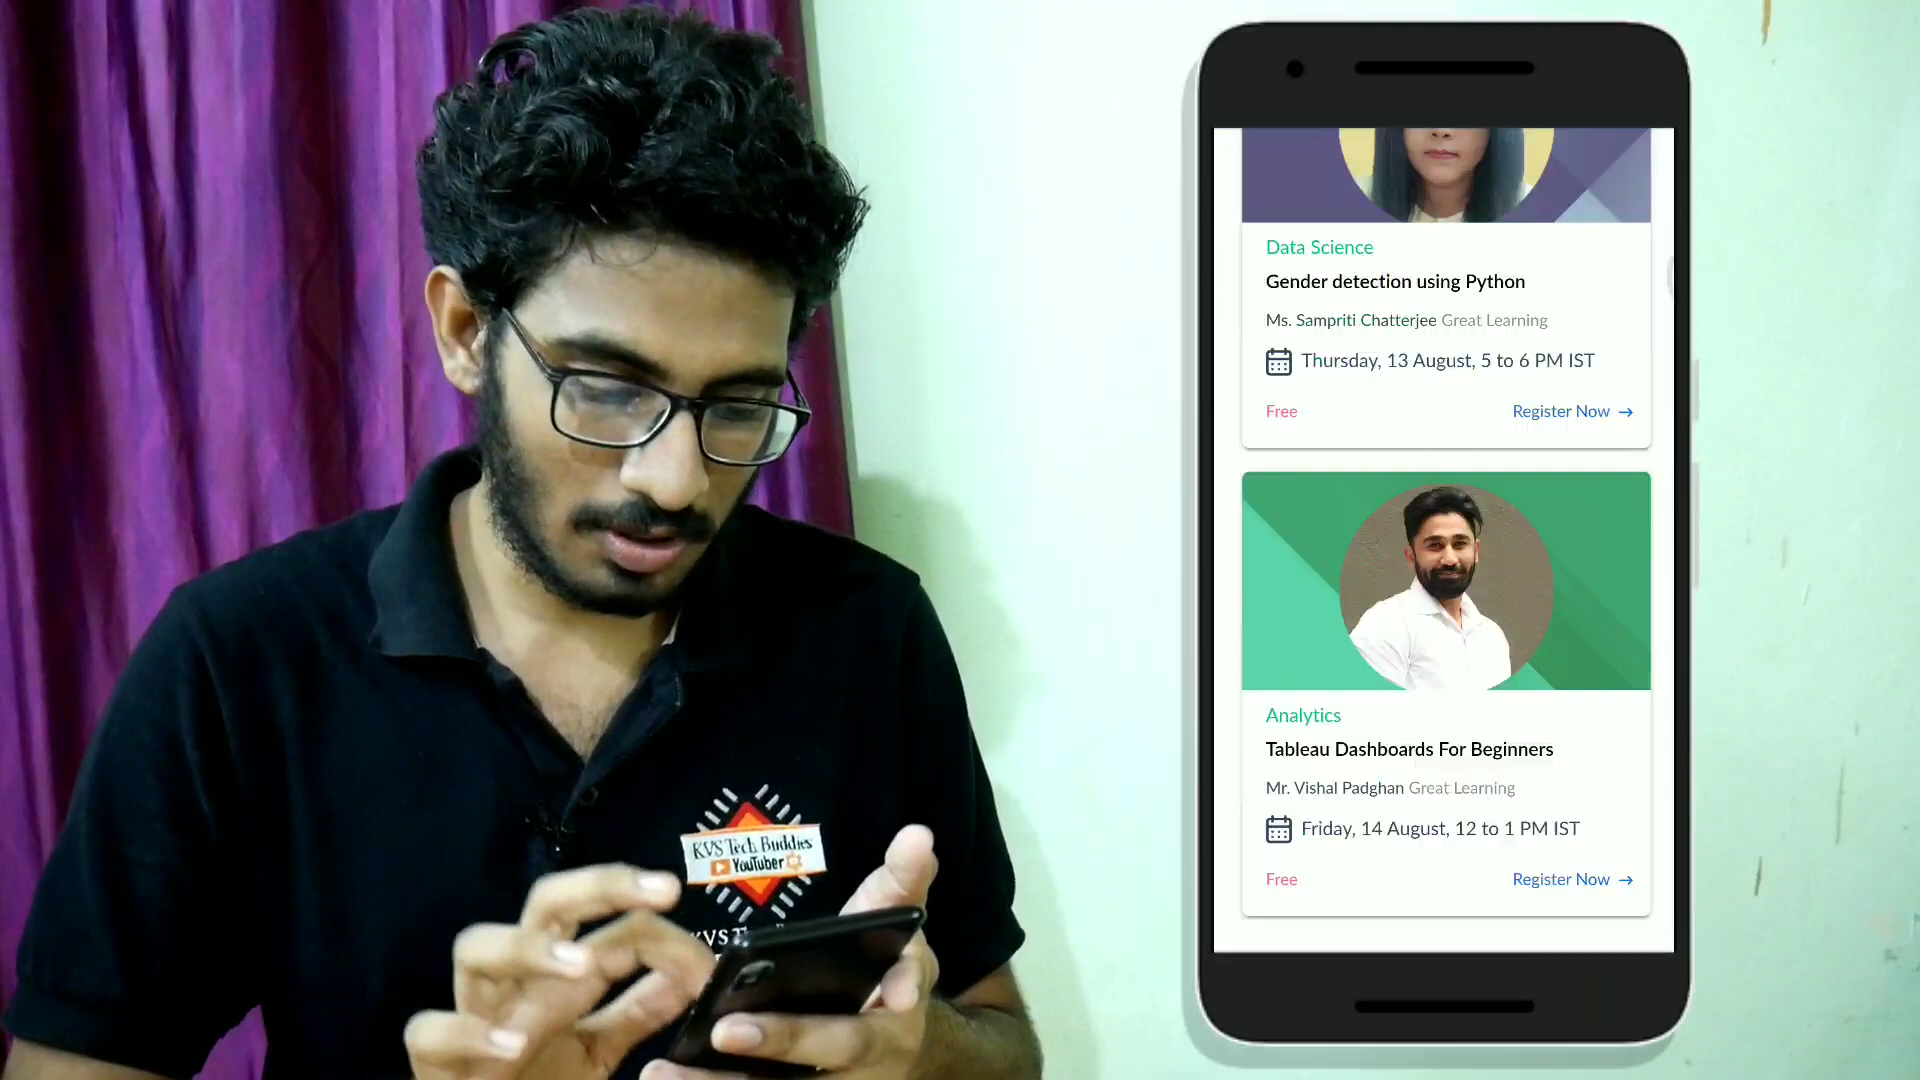 KVS Tech Buddies
YouTuber
KVS
Data Science
Gender detection using Python
Ms. Sampriti Chatterjee Great Learning
Thursday, 13 August, 5 to 6 PM IST
Free
Register Now →
Analytics
Tableau Dashboards For Beginners
Mr. Vishal Padghan Great Learning
Friday, 14 August, 12 to 1 PM IST
Free
Register Now →